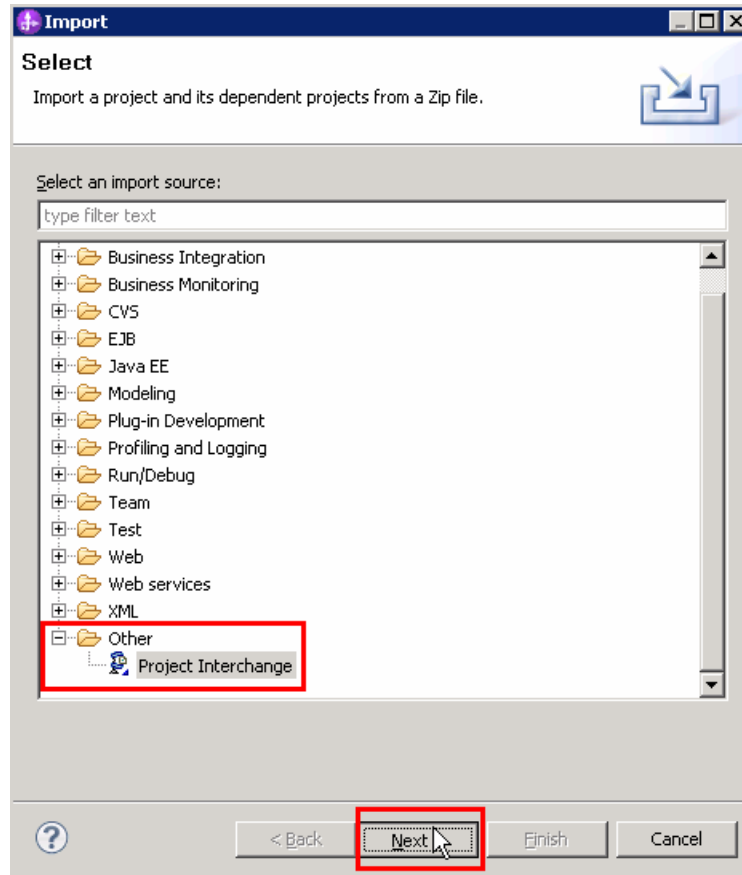 Import
Select
Import a project and its dependent projects from a Zip file.
Select an import source:
type filter text
Business Integration
Business Monitoring
CVS
EJB
Java EE
Modeling
Plug-in Development
Profiling and Logging
Run/Debug
Team
Test
Web
Web services
XML
Other
Project Interchange
? < Back Next Finish Cancel